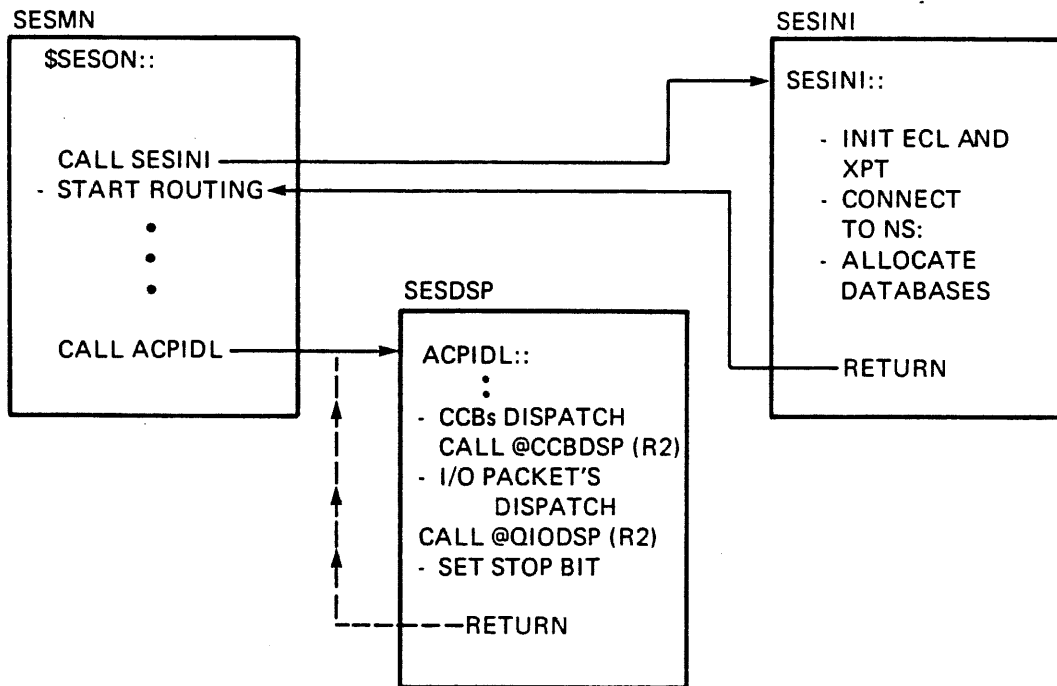 SESMN
$SESON::
CALL SESINI
- START ROUTING
CALL ACPIDL
SESINI
SESINI::
- INIT ECL AND
XPT
- CONNECT
TO NS:
- ALLOCATE
DATABASES
RETURN
SESDSP
ACPIDL::
- CCBs DISPATCH
CALL @CCBDSP (R2)
- I/O PACKET'S
DISPATCH
CALL @QIODSP (R2)
- SET STOP BIT
RETURN